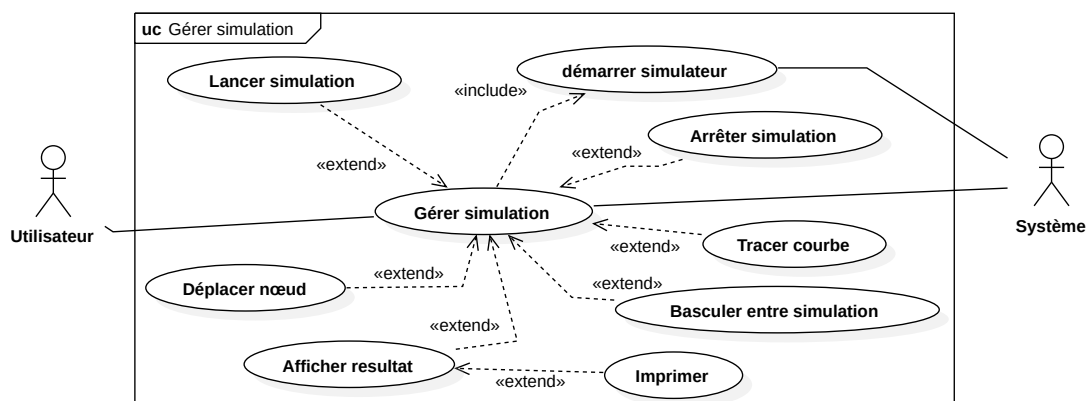 uc Gérer simulation
Lancer simulation
démarrer simulateur
«include»
Arrêter simulation
«extend»
«extend»
Gérer simulation
Utilisateur
Système
«extend»
Tracer courbe
«extend»
Déplacer nœud
«extend»
Basculer entre simulation
«extend»
Afficher resultat
«extend»
Imprimer